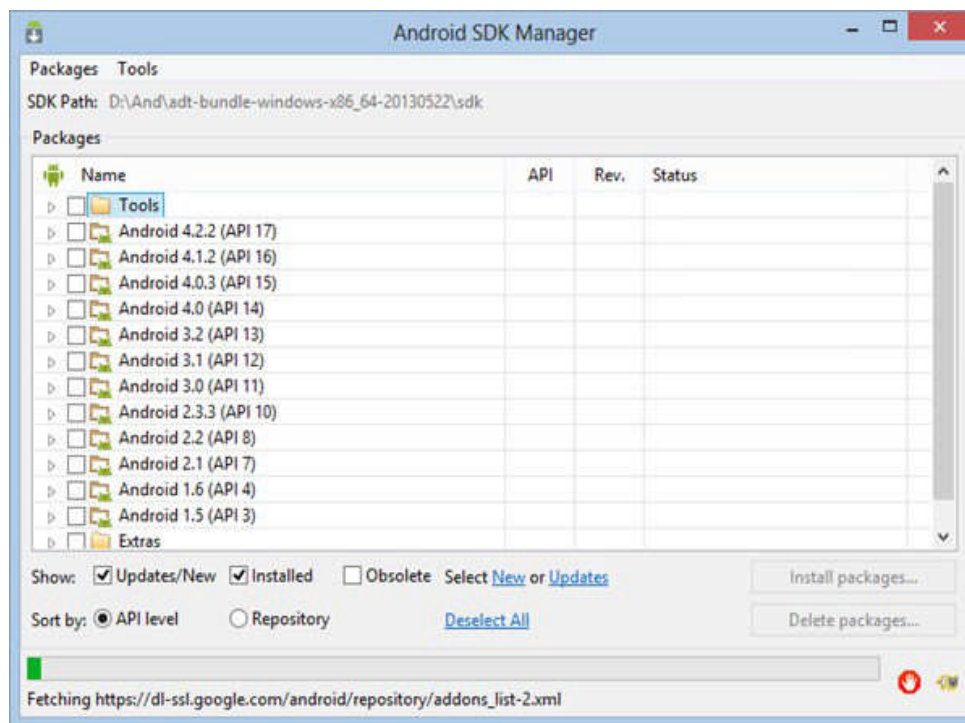 Android SDK Manager
Packages Tools
SDK Path: D:\And\adt-bundle-windows-x86_64-20130522\sdk
Packages
Name API Rev. Status
Tools
Android 4.2.2 (API 17)
Android 4.1.2 (API 16)
Android 4.0.3 (API 15)
Android 4.0 (API 14)
Android 3.2 (API 13)
Android 3.1 (API 12)
Android 3.0 (API 11)
Android 2.3.3 (API 10)
Android 2.2 (API 8)
Android 2.1 (API 7)
Android 1.6 (API 4)
Android 1.5 (API 3)
Extras
Show: Updates/New Installed Obsolete Select New or Updates Install packages...
Sort by: API level Repository Deselect All Delete packages...
Fetching https://dl-ssl.google.com/android/repository/addons_list-2.xml